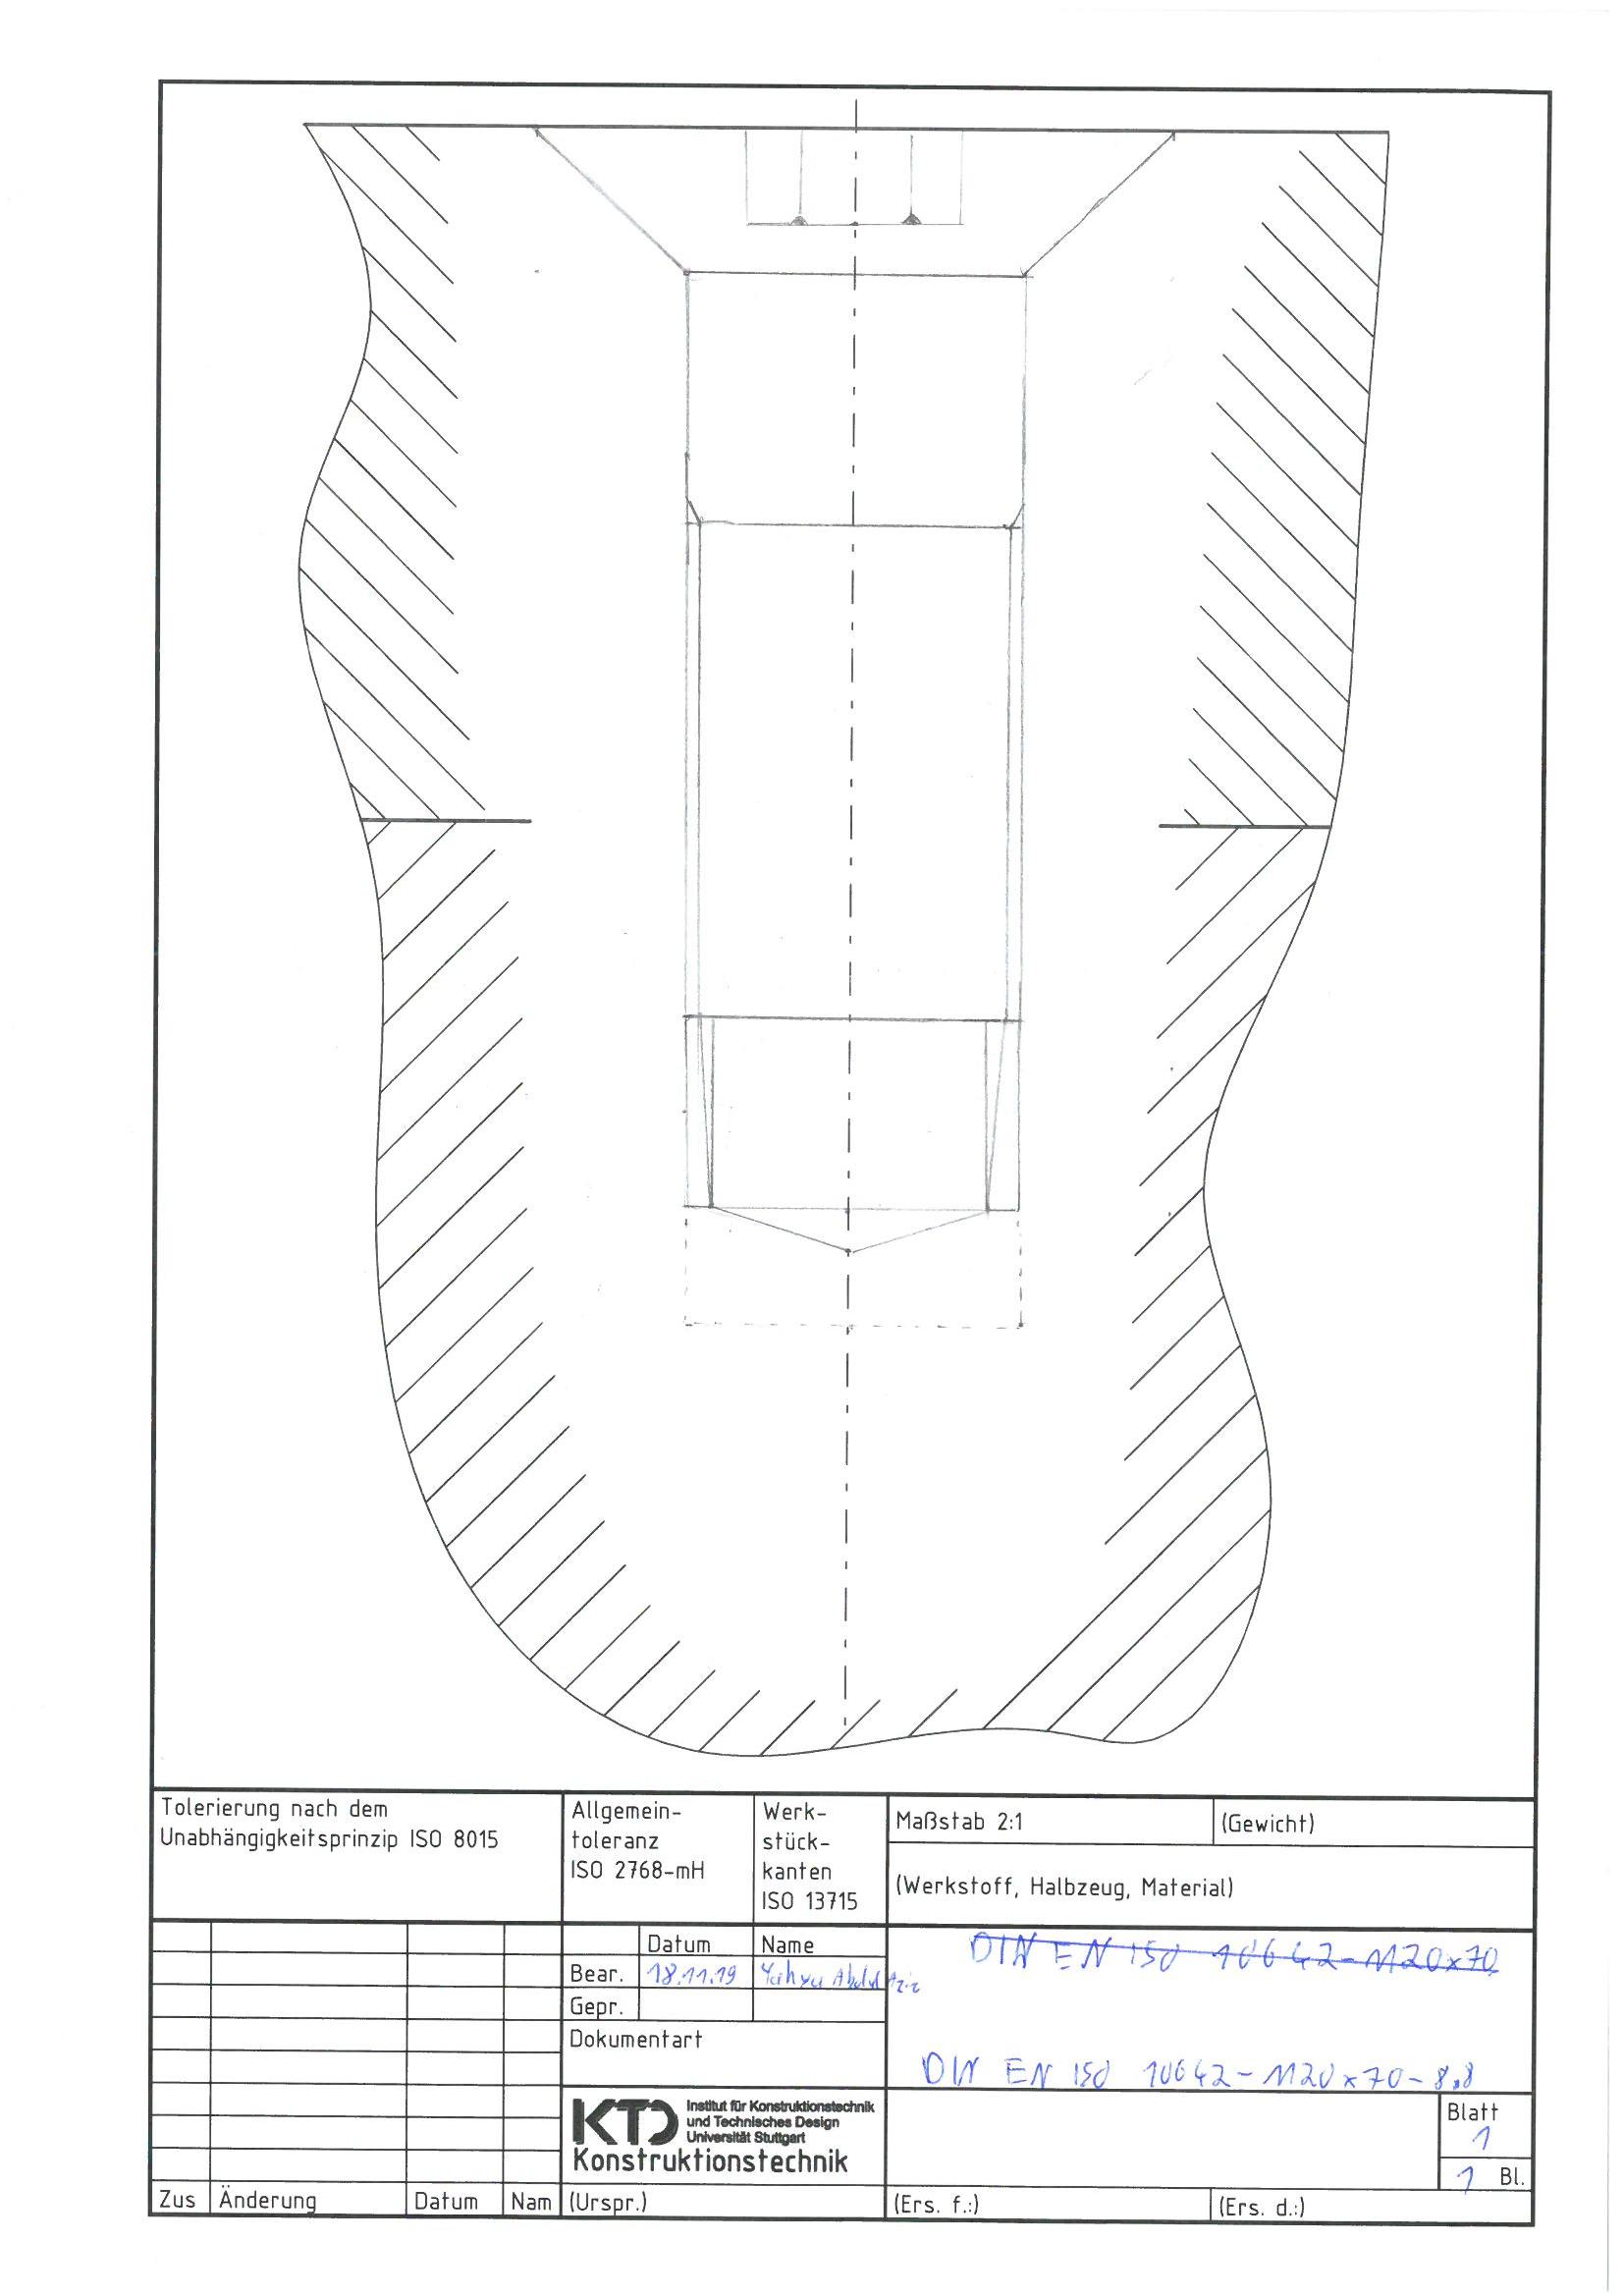 Tolerierung nach dem
Unabhängigkeitsprinzip ISO 8015
Allgemein-
toleranz
ISO 2768-mH
Werk-
stück-
kanten
ISO 13715
Maßstab 2:1
(Gewicht)
(Werkstoff, Halbzeug, Material)
Datum
Name
Bear.
18.11.19
Yahya Abdul Aziz
Gepr.
Dokumentart
DIN EN ISO 10642-M20x70
DIN EN ISO 10642-M20x70-8.8
KTD
Institut für Konstruktionstechnik
und Technisches Design
Universität Stuttgart
Konstruktionstechnik
Blatt
1
1 Bl.
Zus
Änderung
Datum
Nam
(Urspr.)
(Ers. f.:)
(Ers. d.:)